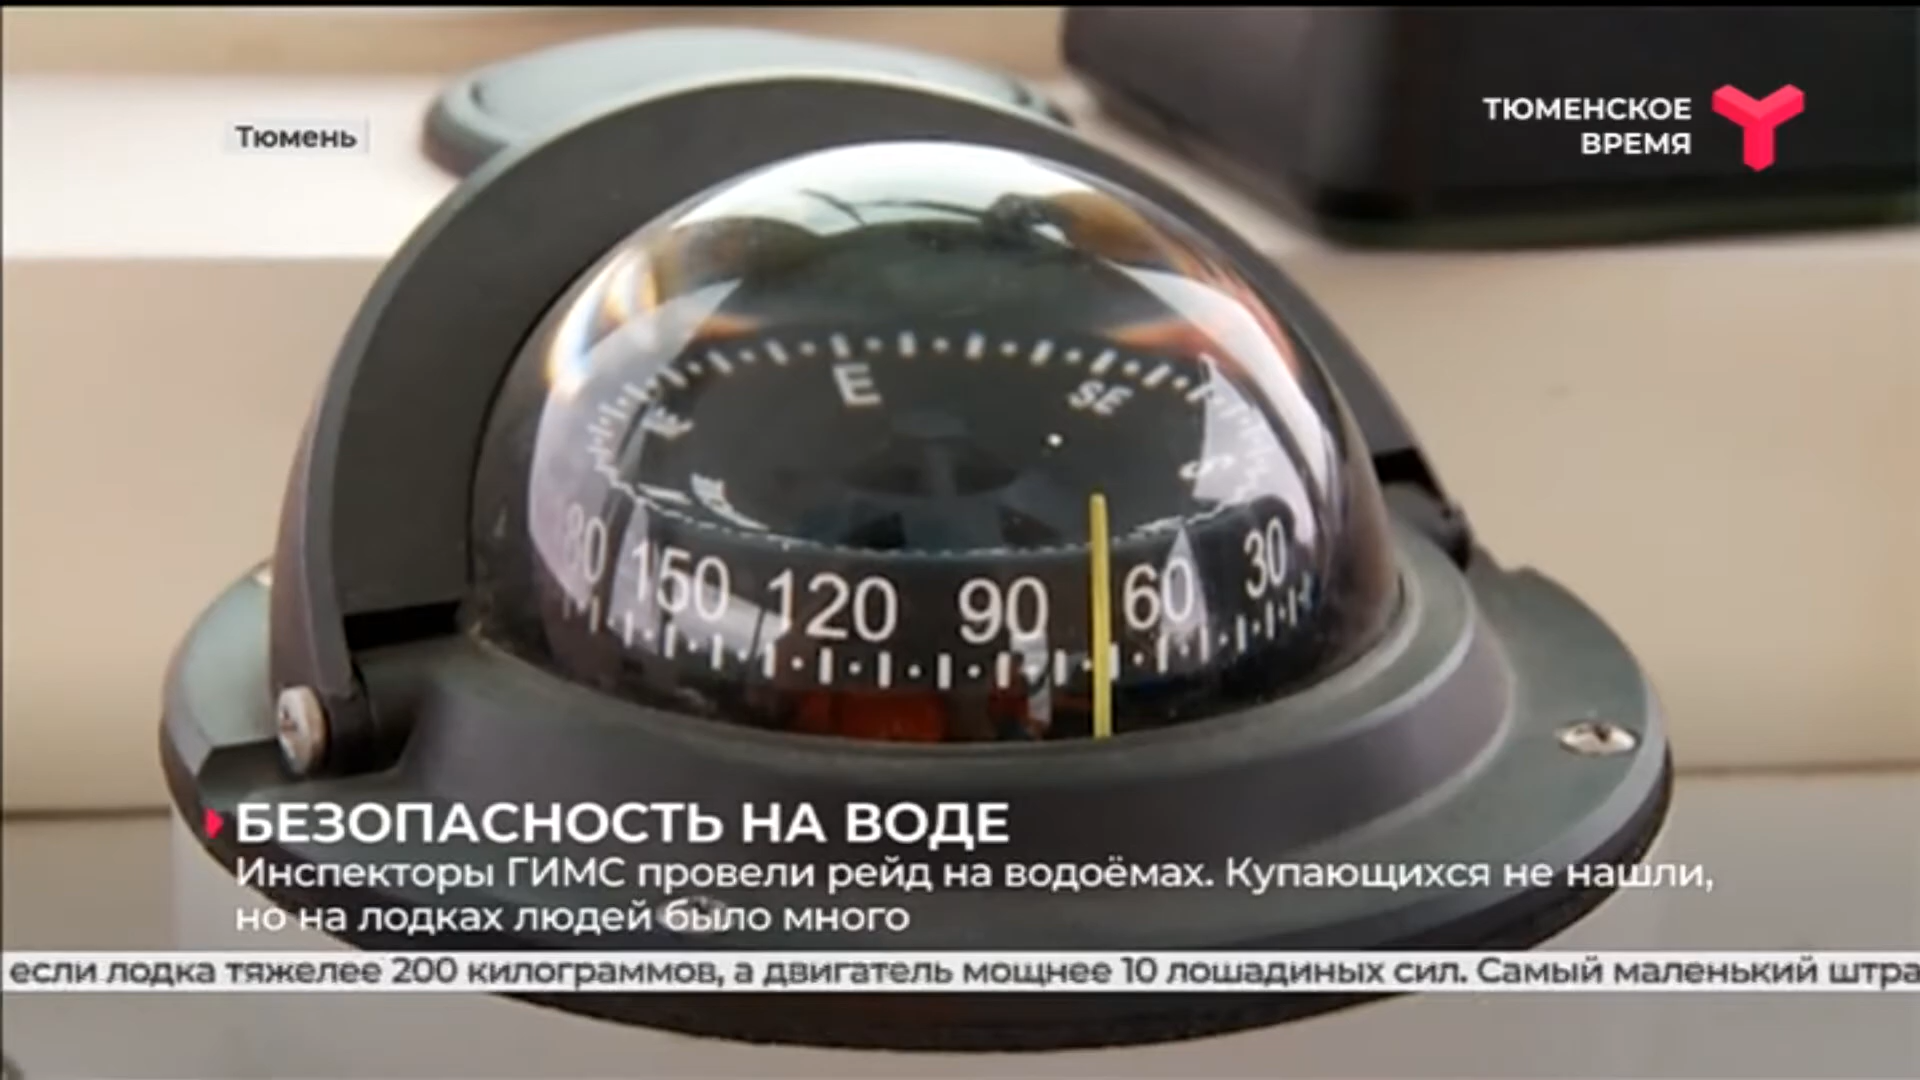 Тюмень
ТЮМЕНСКОЕ
ВРЕМЯ
E
SE
S
80 150 120 90 60 30
БЕЗОПАСНОСТЬ НА ВОДЕ
Инспекторы ГИМС провели рейд на водоёмах. Купающихся не нашли,
но на лодках людей было много
если лодка тяжелее 200 килограммов, а двигатель мощнее 10 лошадиных сил. Самый маленький штра